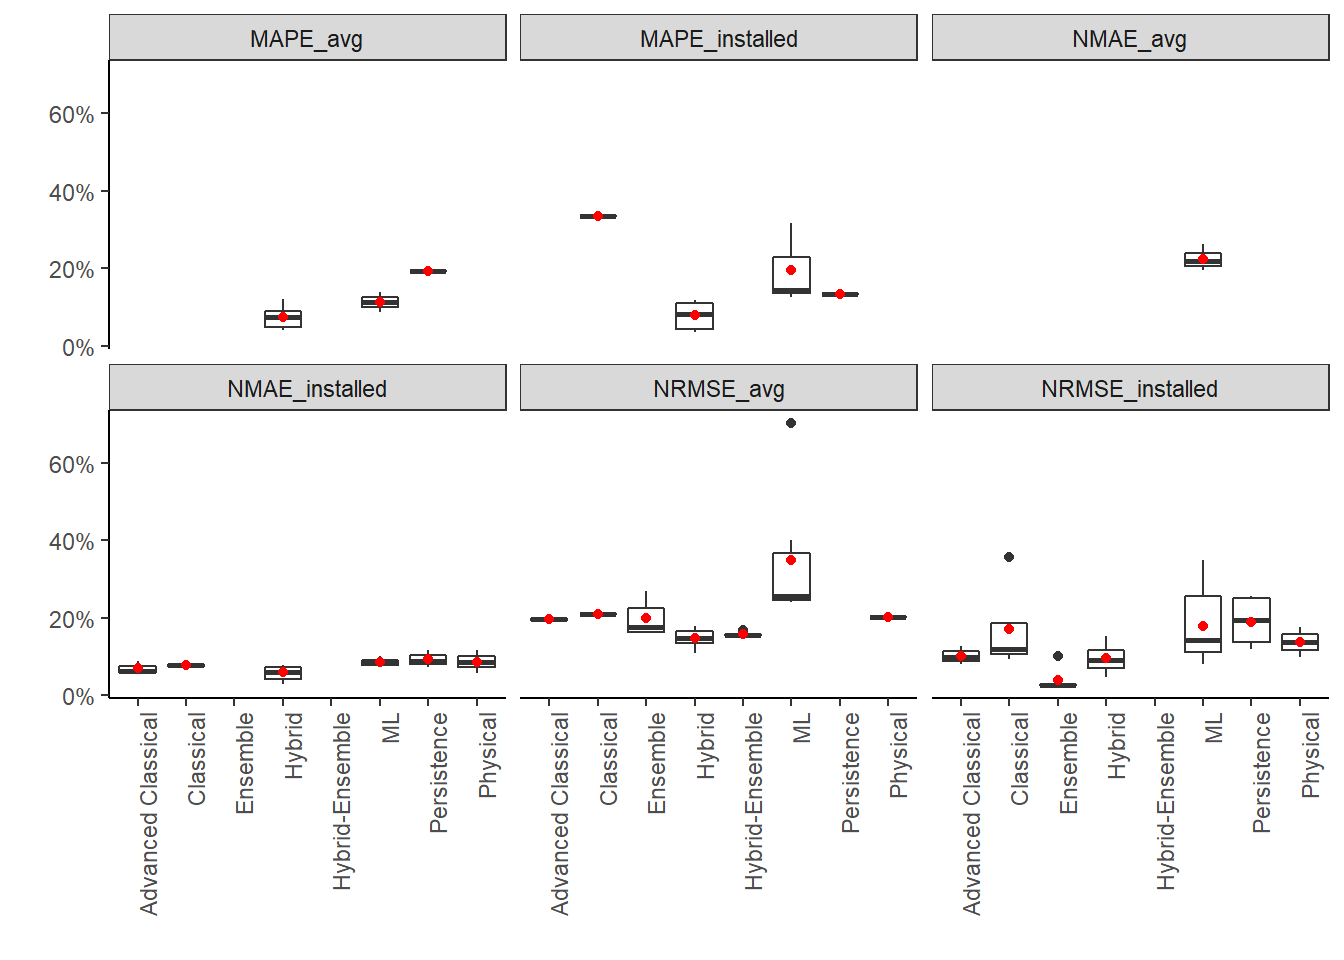 MAPE_avg
MAPE_installed
NMAE_avg
60%
40%
20%
0%
NMAE_installed
NRMSE_avg
NRMSE_installed
60%
40%
20%
0%
Advanced Classical
Classical
Ensemble
Hybrid
Hybrid-Ensemble
ML
Persistence
Physical
Advanced Classical
Classical
Ensemble
Hybrid
Hybrid-Ensemble
ML
Persistence
Physical
Advanced Classical
Classical
Ensemble
Hybrid
Hybrid-Ensemble
ML
Persistence
Physical